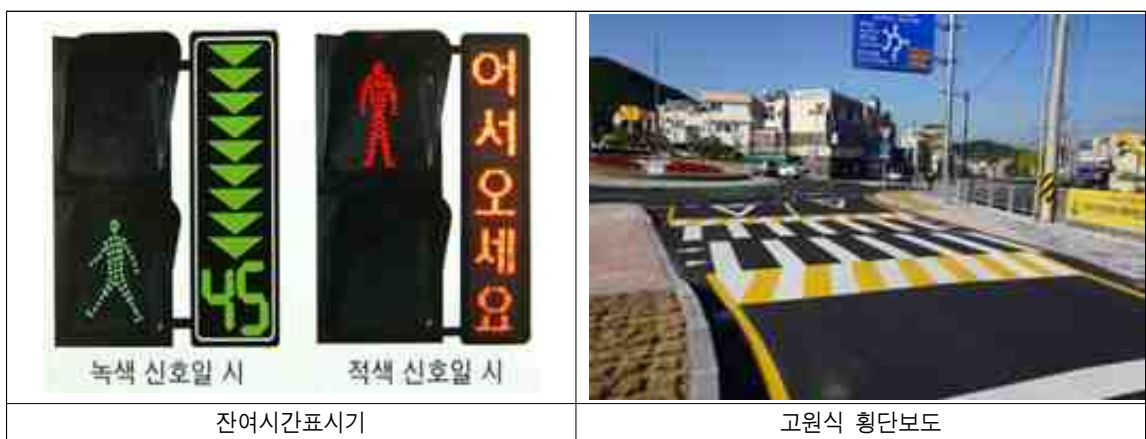 45
어서오세요
녹색 신호일 시
적색 신호일 시
잔여시간표시기
고원식 횡단보도